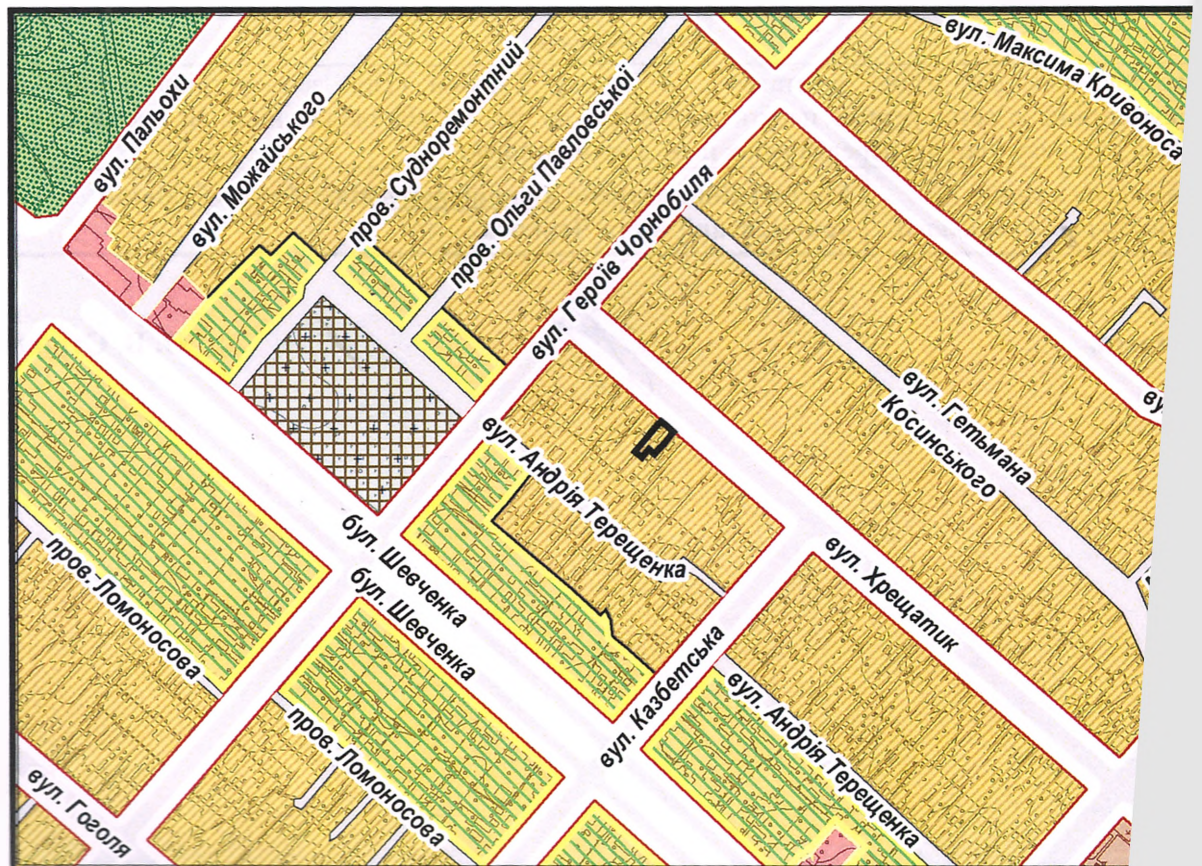 вул. Максима Кривоноса
вул. Пальохи
вул. Можайського
пров. Судноремонтний
пров. Ольги Павловської
вул. Героїв Чорнобиля
вул. Гетьмана
Косинського
ву
вул. Андрія Терещенка
бул. Шевченка
бул. Шевченка
вул. Хрещатик
пров. Ломоносова
вул. Казбетська
вул. Андрія Терещенка
пров. Ломоносова
вул. Гоголя